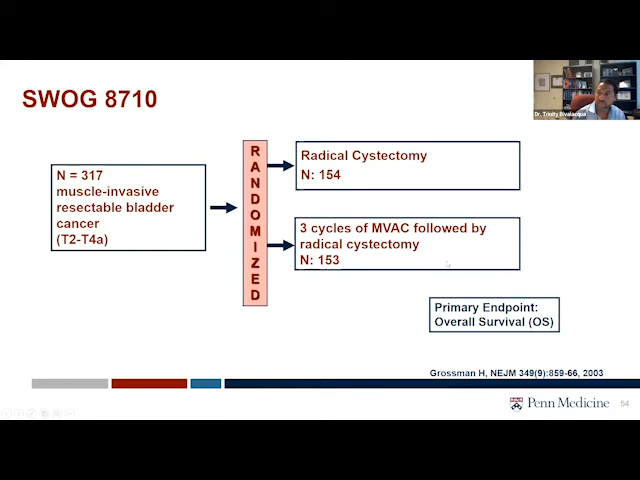 SWOG 8710
Dr. Trinity Bivalacqua
N = 317
muscle-invasive
resectable bladder
cancer
(T2-T4a)
RANDOMIZED
Radical Cystectomy
N: 154
3 cycles of MVAC followed by
radical cystectomy
N: 153
Primary Endpoint:
Overall Survival (OS)
Grossman H, NEJM 349(9):859-66, 2003
Penn Medicine
54